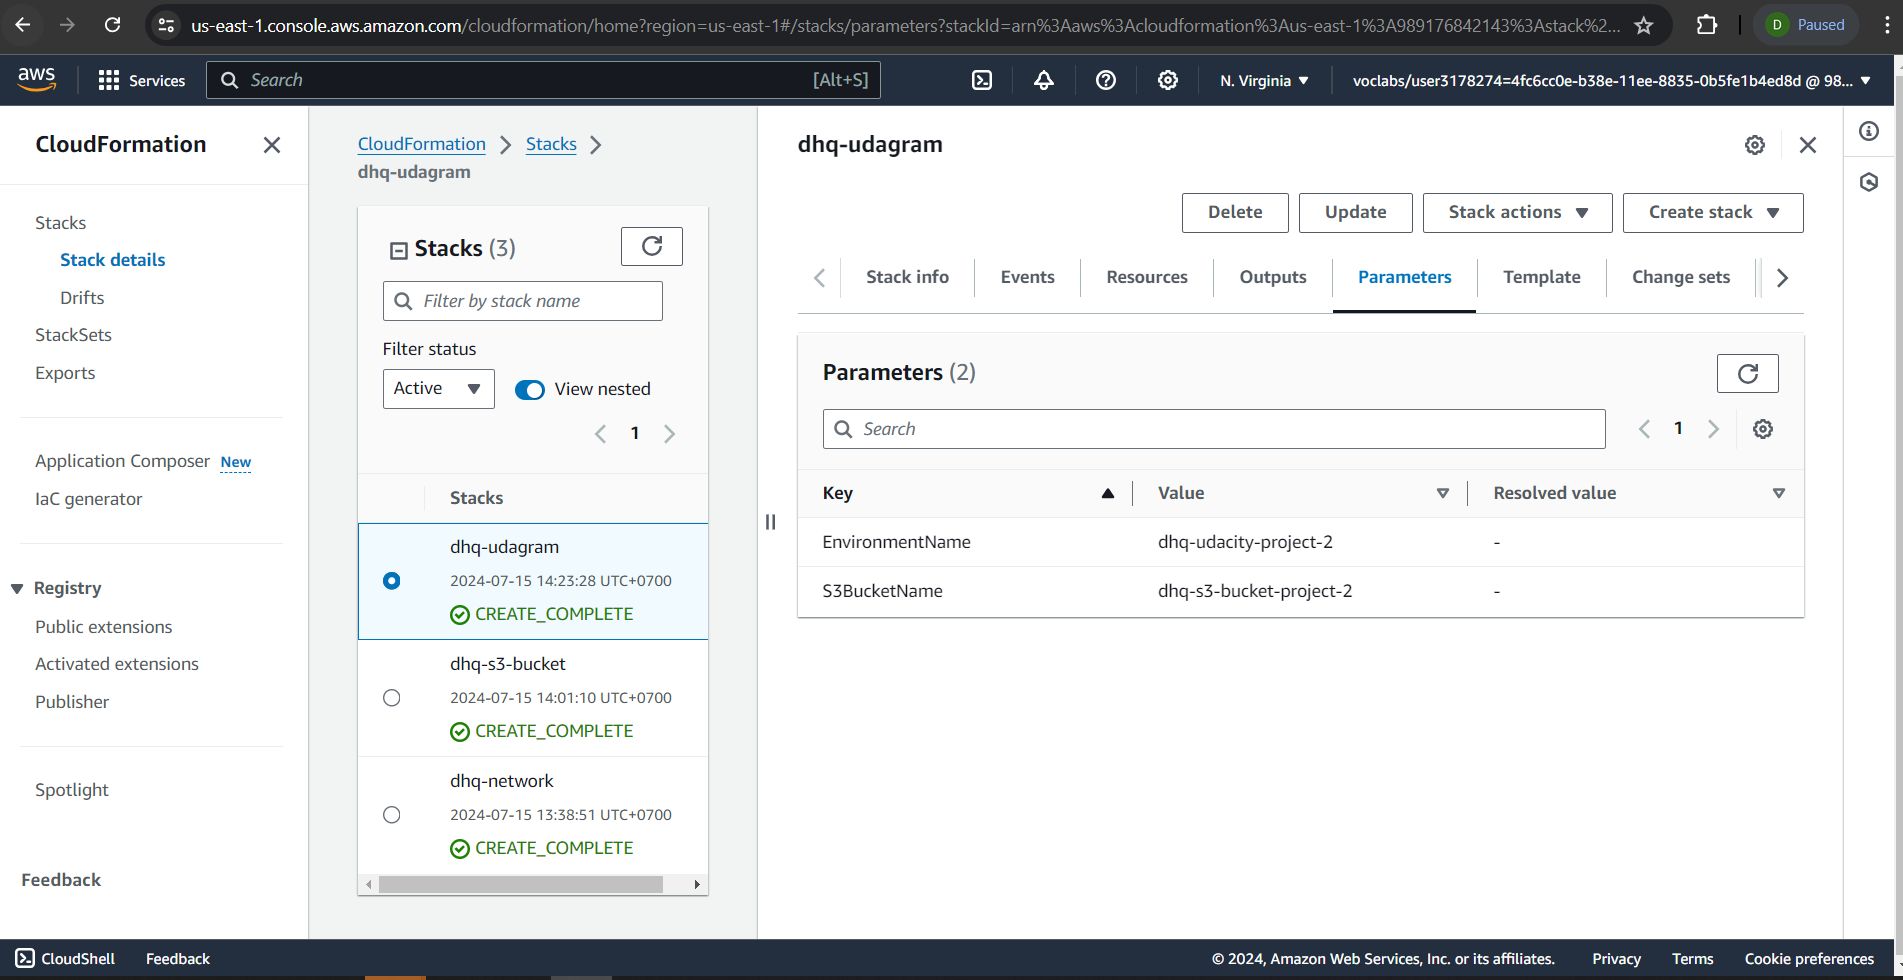 us-east-1.console.aws.amazon.com/cloudformation/home?region=us-east-1#/stacks/parameters?stackId=arn%3Aaws%3Acloudformation%3Aus-east-1%3A989176842143%3Astack%2...
D Paused
aws Services Search [Alt+S] N. Virginia voclabs/user3178274=4fc6cc0e-b38e-11ee-8835-0b5fe1b4ed8d @ 98...
CloudFormation
Stacks
Stack details
Drifts
StackSets
Exports
Application Composer New
IaC generator
Registry
Public extensions
Activated extensions
Publisher
Spotlight
Feedback
CloudFormation Stacks
dhq-udagram
Stacks (3)
Filter by stack name
Filter status
Active View nested
1
Stacks
dhq-udagram
2024-07-15 14:23:28 UTC+0700
CREATE_COMPLETE
dhq-s3-bucket
2024-07-15 14:01:10 UTC+0700
CREATE_COMPLETE
dhq-network
2024-07-15 13:38:51 UTC+0700
CREATE_COMPLETE
dhq-udagram
Delete Update Stack actions Create stack
Stack info Events Resources Outputs Parameters Template Change sets
Parameters (2)
Search 1
Key Value Resolved value
EnvironmentName dhq-udacity-project-2 -
S3BucketName dhq-s3-bucket-project-2 -
CloudShell Feedback © 2024, Amazon Web Services, Inc. or its affiliates. Privacy Terms Cookie preferences